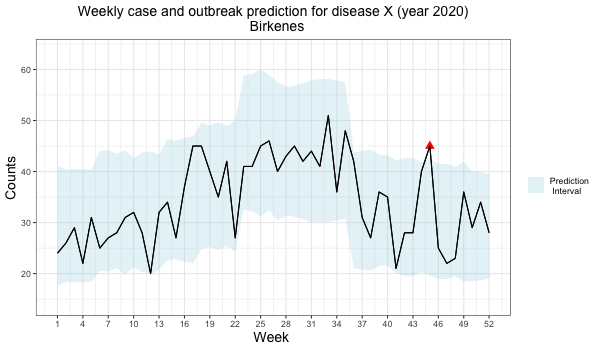 Weekly case and outbreak prediction for disease X (year 2020)
Birkenes
Counts
60
50
40
30
20
1 4 7 10 13 16 19 22 25 28 31 34 37 40 43 46 49 52
Week
Prediction
Interval